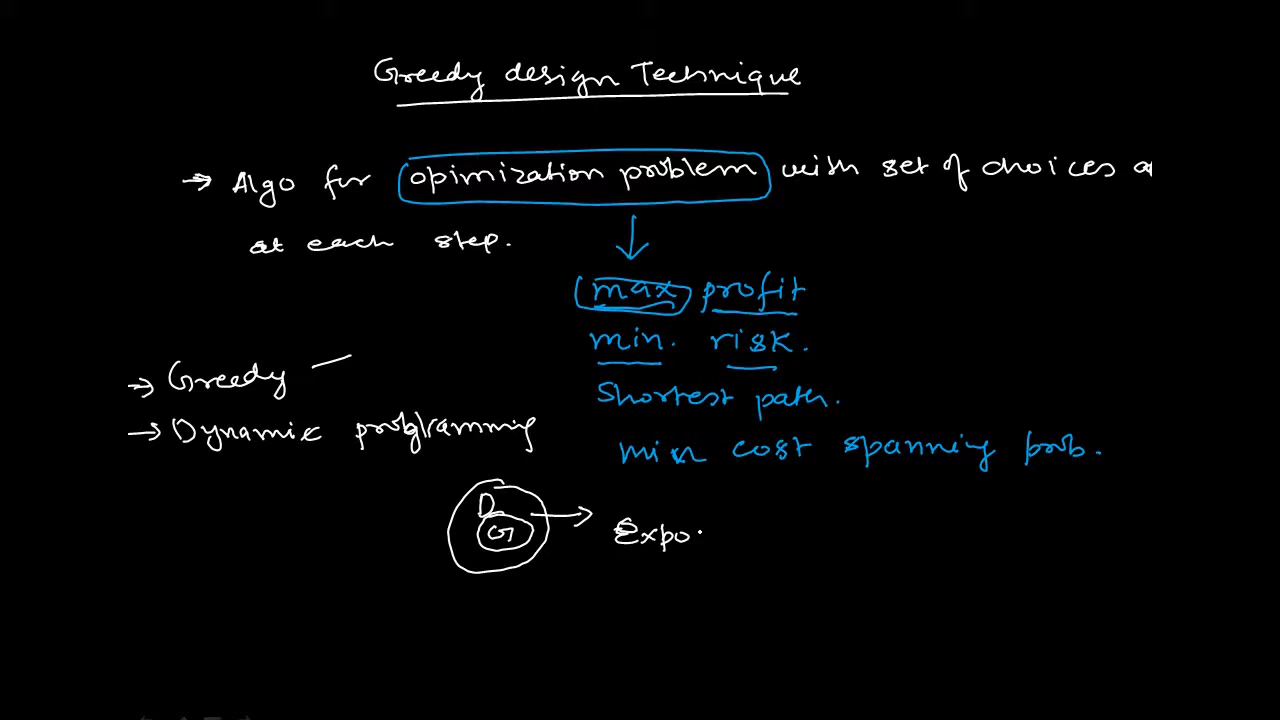 Greedy design Technique
→ Algo for opimization problem with set of choices a
at each step.
max profit
min. risk.
Shortest path.
min cost spanning prob.
→ Greedy
→ Dynamic programming
D
G
Expo.